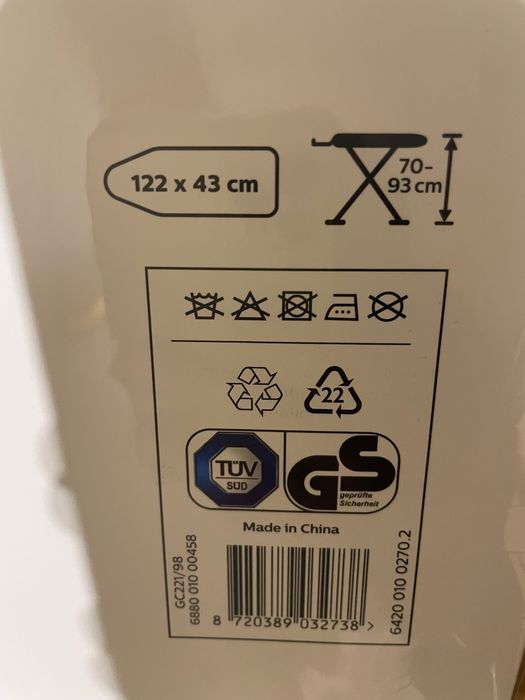 122 x 43 cm
70-
93 cm
22
TÜV
SÜD
GS
geprüfte
Sicherheit
Made in China
GC221/98
6880 010 00458
6420 010 0270.2
8 720389 032738 >